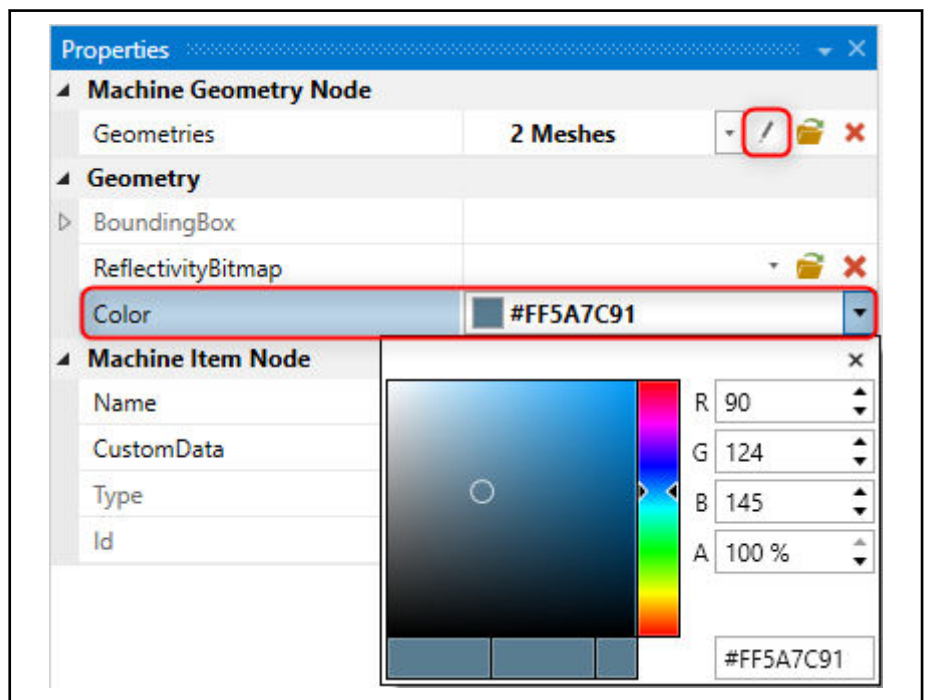 Properties
Machine Geometry Node
Geometries 2 Meshes
Geometry
BoundingBox
ReflectivityBitmap
Color #FF5A7C91
Machine Item Node
Name R 90
CustomData G 124
Type B 145
Id A 100 %
#FF5A7C91